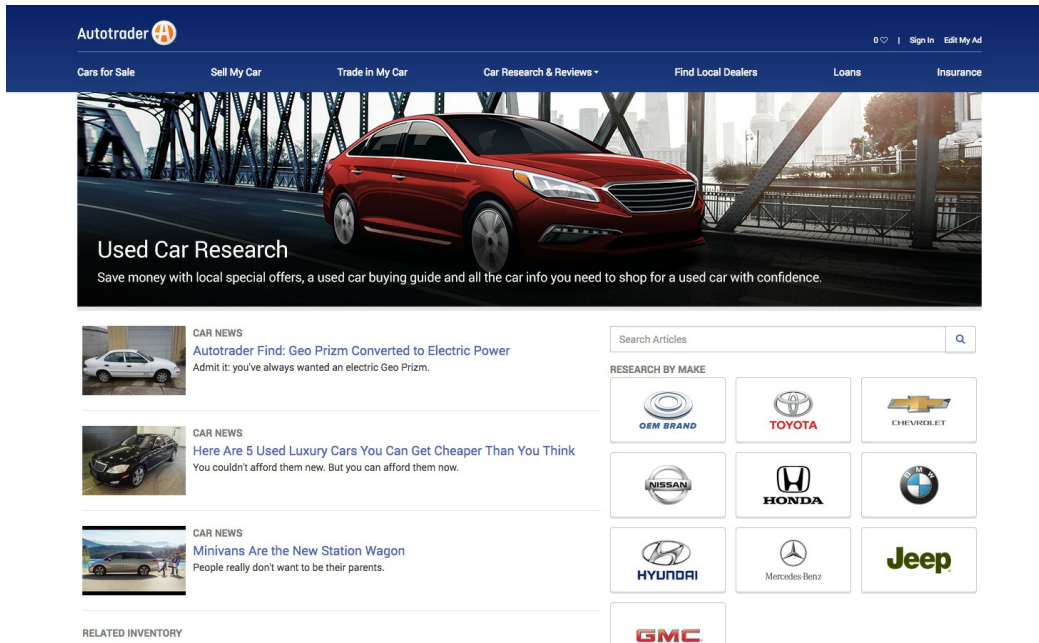 Autotrader
0 | Sign In Edit My Ad
Cars for Sale Sell My Car Trade in My Car Car Research & Reviews Find Local Dealers Loans Insurance
Used Car Research
Save money with local special offers, a used car buying guide and all the car info you need to shop for a used car with confidence.
CAR NEWS
Autotrader Find: Geo Prizm Converted to Electric Power
Admit it: you've always wanted an electric Geo Prizm.
CAR NEWS
Here Are 5 Used Luxury Cars You Can Get Cheaper Than You Think
You couldn't afford them new. But you can afford them now.
CAR NEWS
Minivans Are the New Station Wagon
People really don't want to be their parents.
RELATED INVENTORY
Search Articles
RESEARCH BY MAKE
OEM BRAND
TOYOTA
CHEVROLET
NISSAN
HONDA
BMW
HYUNDAI
Mercedes-Benz
Jeep
GMC